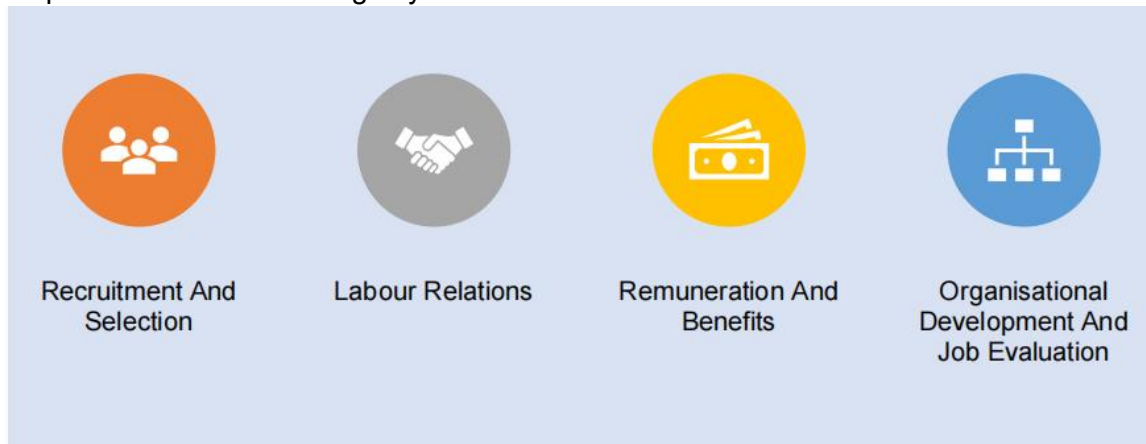 Recruitment And
Selection
Labour Relations
Remuneration And
Benefits
Organisational
Development And
Job Evaluation